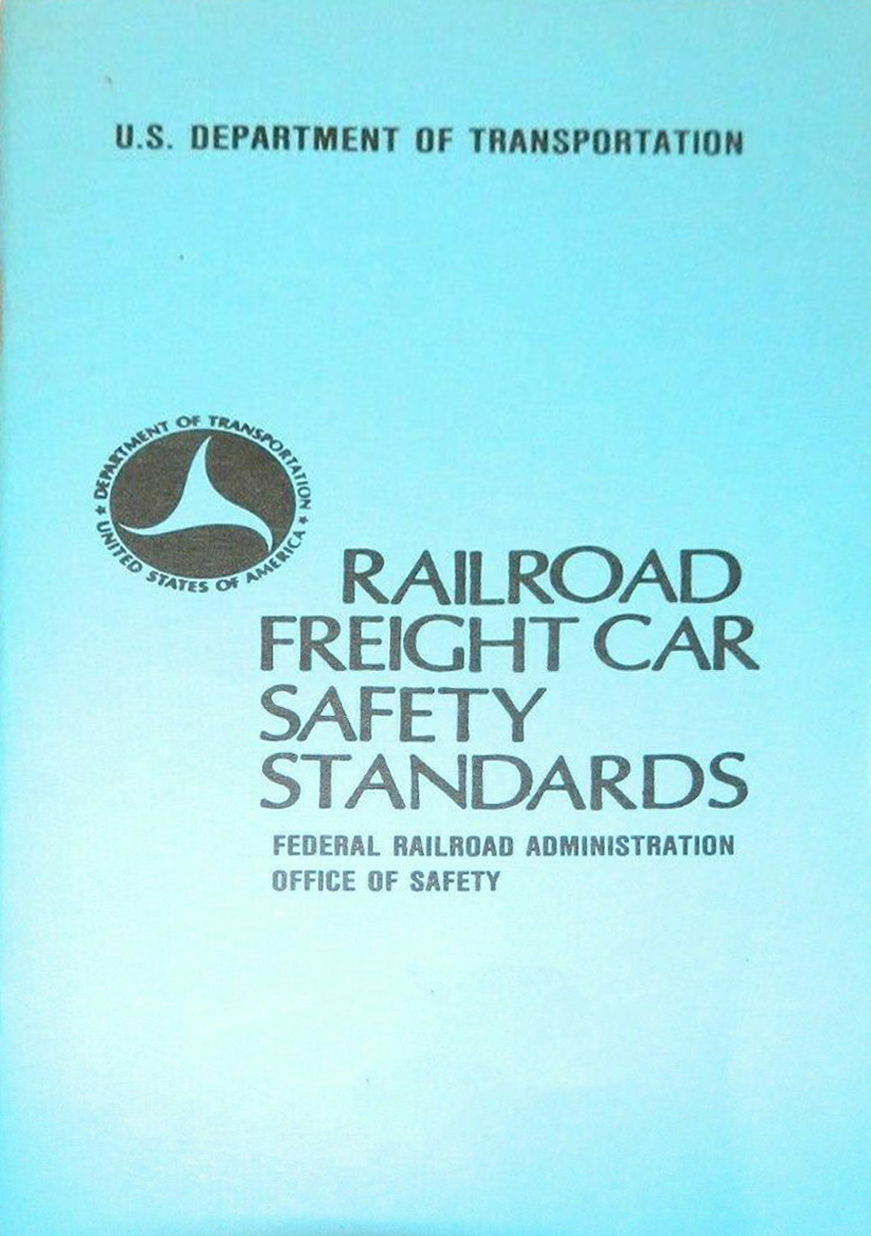 U.S. DEPARTMENT OF TRANSPORTATION
★ DEPARTMENT OF TRANSPORTATION ★
UNITED STATES OF AMERICA
RAILROAD
FREIGHT CAR
SAFETY
STANDARDS
FEDERAL RAILROAD ADMINISTRATION
OFFICE OF SAFETY